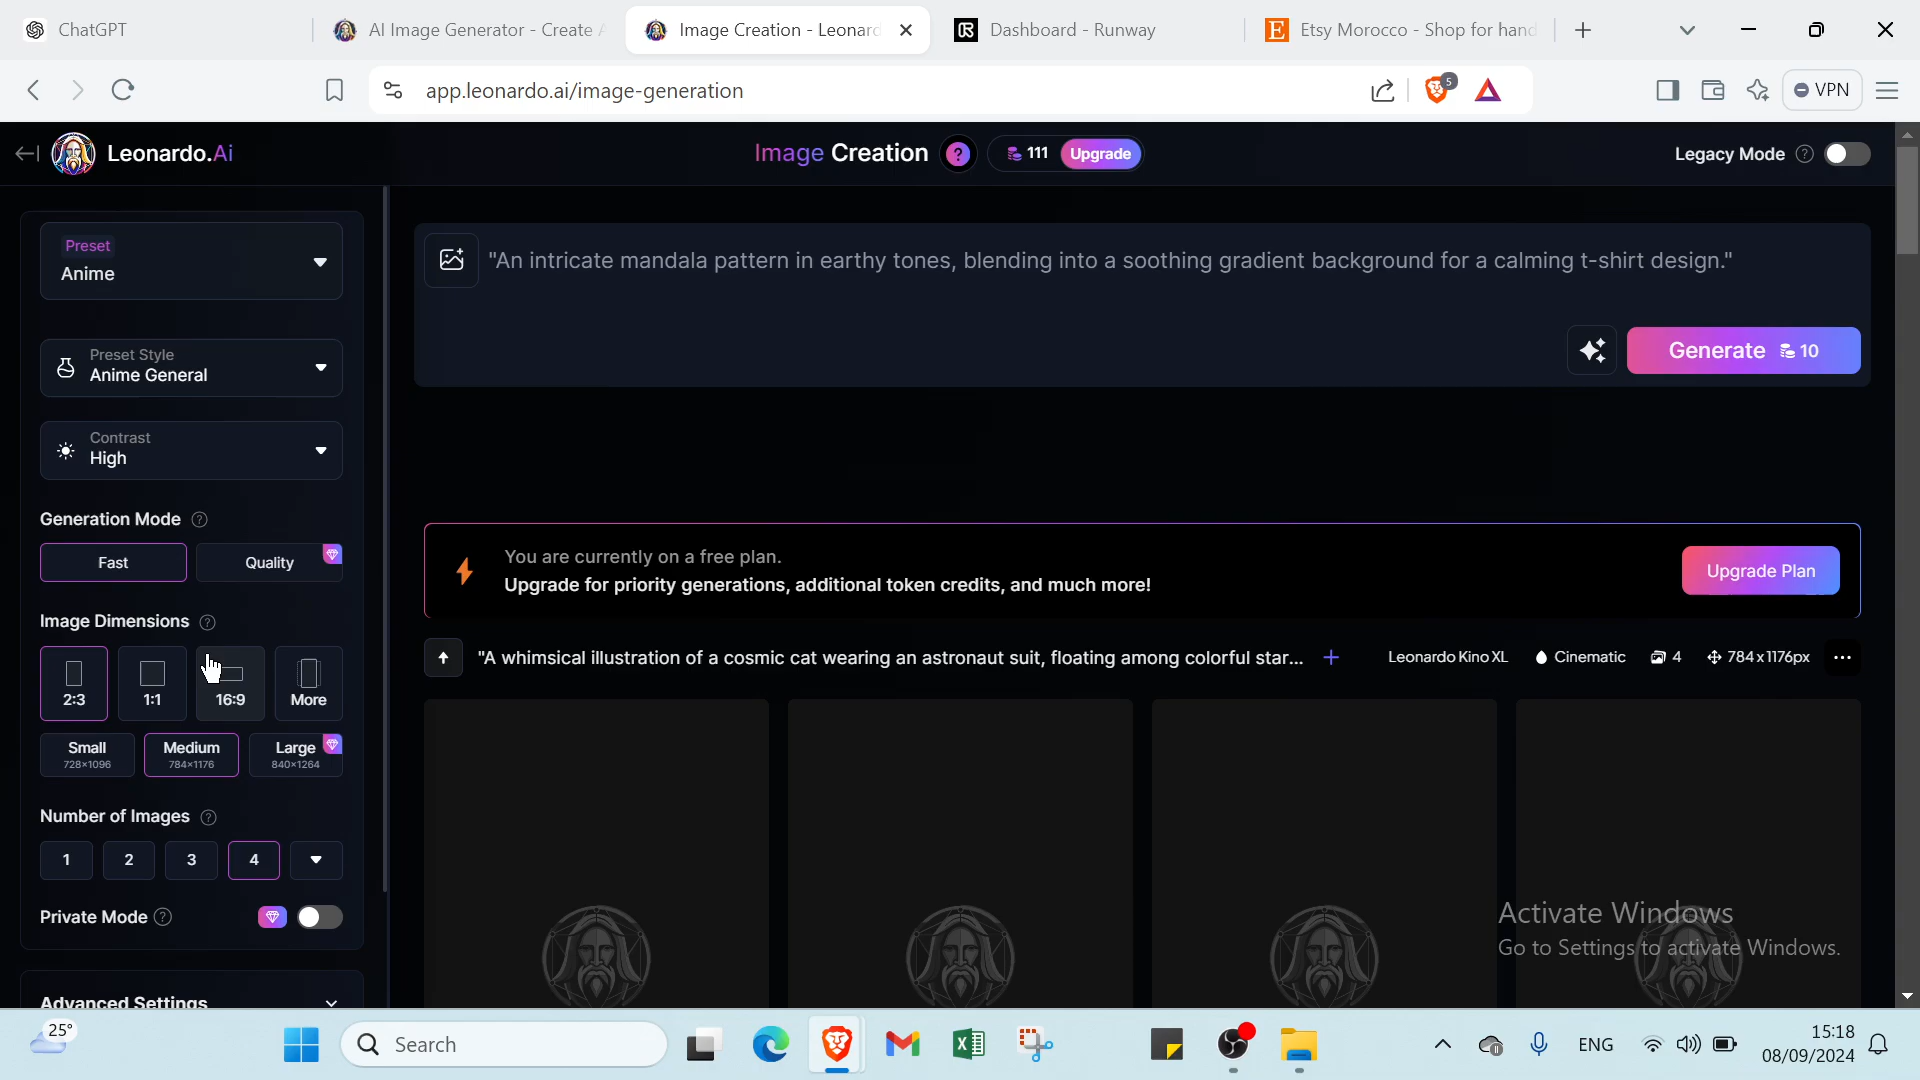 ChatGPT
AI Image Generator - Create A
Image Creation - Leonard
Dashboard - Runway
Etsy Morocco - Shop for hand
app.leonardo.ai/image-generation
5
VPN
Leonardo.Ai
Image Creation ? 111 Upgrade
Legacy Mode ?
Preset
Anime
Preset Style
Anime General
Contrast
High
Generation Mode ?
Fast
Quality
Image Dimensions ?
2:3
1:1
16:9
More
Small
728×1096
Medium
784×1176
Large
840×1264
Number of Images ?
1 2 3 4
Private Mode ?
Advanced Settings
"An intricate mandala pattern in earthy tones, blending into a soothing gradient background for a calming t-shirt design."
Generate 10
You are currently on a free plan.
Upgrade for priority generations, additional token credits, and much more!
Upgrade Plan
"A whimsical illustration of a cosmic cat wearing an astronaut suit, floating among colorful star...
Leonardo Kino XL Cinematic 4 784 x 1176px
Activate Windows
Go to Settings to activate Windows.
25°
Search
ENG
15:18
08/09/2024